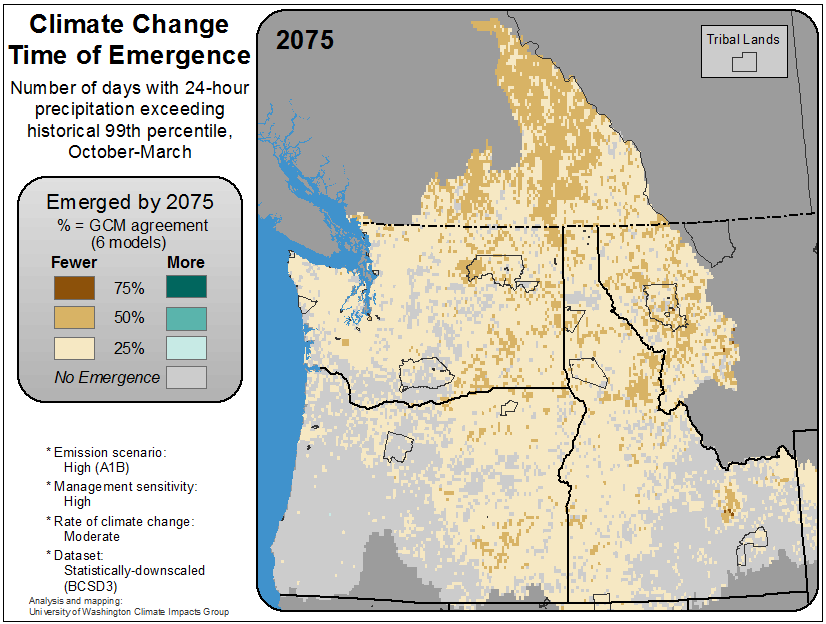 Climate Change
Time of Emergence
Number of days with 24-hour
precipitation exceeding
historical 99th percentile,
October-March
Emerged by 2075
% = GCM agreement
(6 models)
Fewer More
75%
50%
25%
No Emergence
* Emission scenario:
High (A1B)
* Management sensitivity:
High
* Rate of climate change:
Moderate
* Dataset:
Statistically-downscaled
(BCSD3)
Analysis and mapping:
University of Washington Climate Impacts Group
2075
Tribal Lands